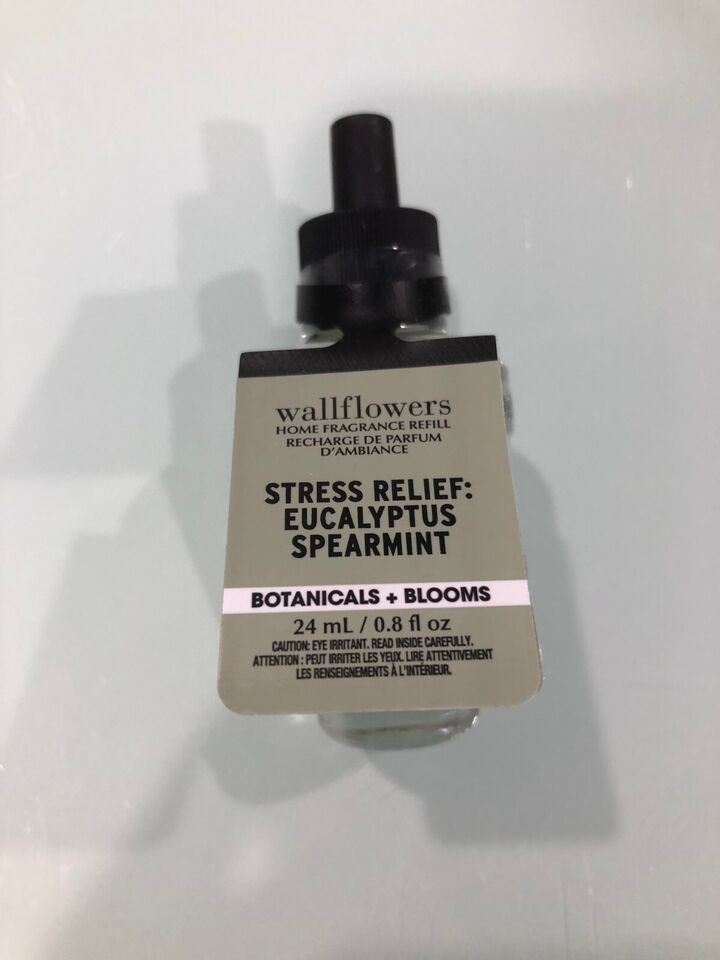 wallflowers
HOME FRAGRANCE REFILL
RECHARGE DE PARFUM
D'AMBIANCE
STRESS RELIEF:
EUCALYPTUS
SPEARMINT
BOTANICALS + BLOOMS
24 mL / 0.8 fl oz
CAUTION: EYE IRRITANT. READ INSIDE CAREFULLY.
ATTENTION : PEUT IRRITER LES YEUX. LIRE ATTENTIVEMENT
LES RENSEIGNEMENTS À L'INTÉRIEUR.